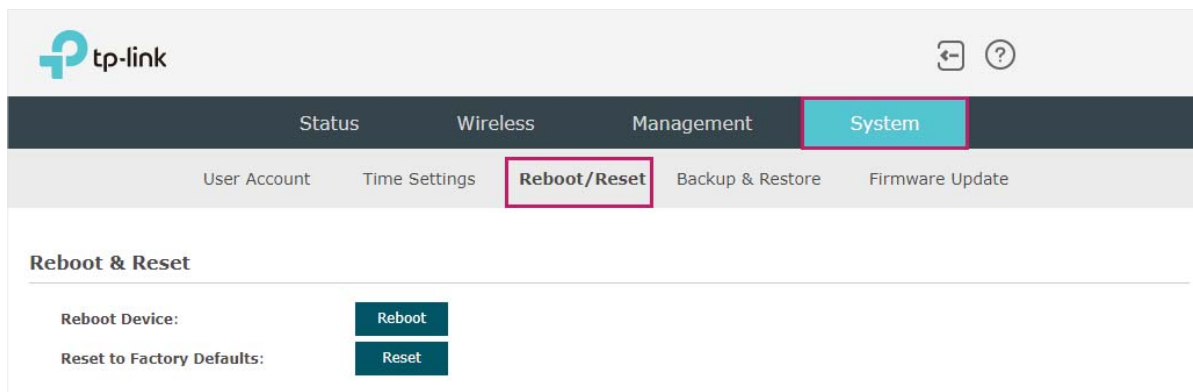 tp-link
?
Status Wireless Management System
User Account Time Settings Reboot/Reset Backup & Restore Firmware Update
Reboot & Reset
Reboot Device: Reboot
Reset to Factory Defaults: Reset